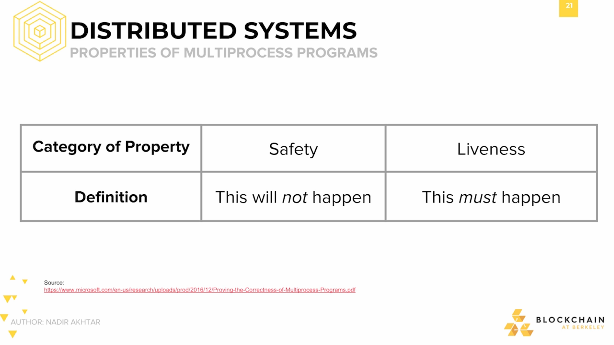 21
DISTRIBUTED SYSTEMS
PROPERTIES OF MULTIPROCESS PROGRAMS
Category of Property Safety Liveness
Definition This will not happen This must happen
Source:
https://www.microsoft.com/en-us/research/uploads/prod/2016/12/Proving-the-Correctness-of-Multiprocess-Programs.pdf
AUTHOR: NADIR AKHTAR
BLOCKCHAIN
AT BERKELEY